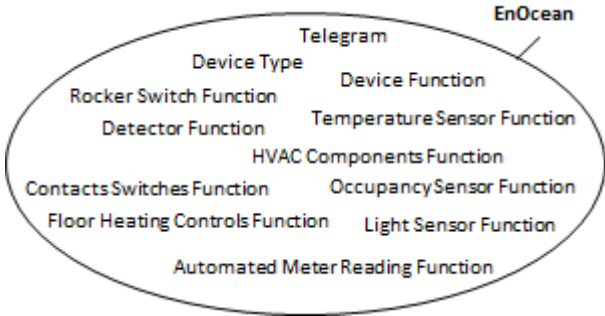 EnOcean
Telegram
Device Type
Device Function
Rocker Switch Function
Temperature Sensor Function
Detector Function
HVAC Components Function
Contacts Switches Function
Occupancy Sensor Function
Floor Heating Controls Function
Light Sensor Function
Automated Meter Reading Function